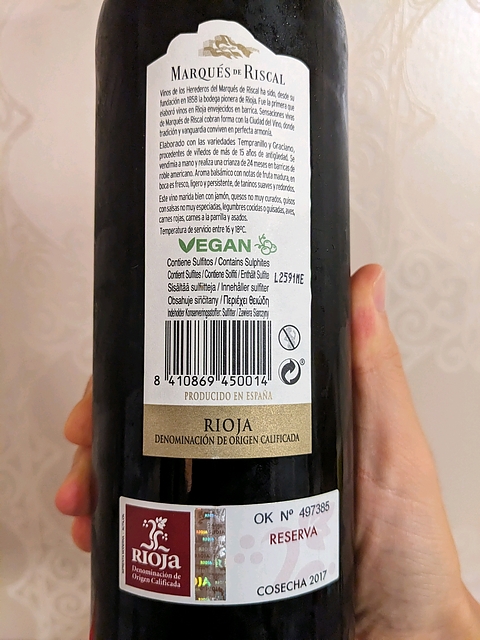 MARQUÉS DE RISCAL
Vinos de los Herederos del Marqués de Riscal ha sido, desde su
fundación en 1858 la bodega pionera de Rioja. Fue la primera que
elaboró vinos en Rioja envejecidos en barrica. Sensaciones vivas
de Marqués de Riscal cobran forma con la Ciudad del Vino, donde
tradición y vanguardia conviven en perfecta armonía.
Elaborado con las variedades Tempranillo y Graciano,
procedentes de viñedos de más de 15 años de antigüedad. Se
vendimia a mano y realiza una crianza de 24 meses en barricas de
roble americano. Aroma balsámico con notas de fruta madura, en
boca es fresco, ligero y persistente, de taninos suaves y redondos.
Este vino marida bien con jamón, quesos no muy curados, guisos
con salsas no muy especiadas, legumbres cocidas o guisadas, aves,
carnes rojas, carnes a la parrilla y asados.
Temperatura de servicio entre 16 y 18ºC.
VEGAN
Contiene Sulfitos / Contains Sulphites
Contient Sulfites / Contiene Solfiti / Enthält Sulfite
L2591ME
Sisältää sulfiitteja / Innehåller sulfiter
Obsahuje siřičitany / Περιέχει Θειώδη
Indeholder Konserveringsstoffer: Sulfitter / Zawiera Siarczyny
8 410869 450014
PRODUCIDO EN ESPAÑA
RIOJA
DENOMINACIÓN DE ORIGEN CALIFICADA
OK Nº 497385
RESERVA
COSECHA 2017
RIOJA
Denominación de
Origen Calificada